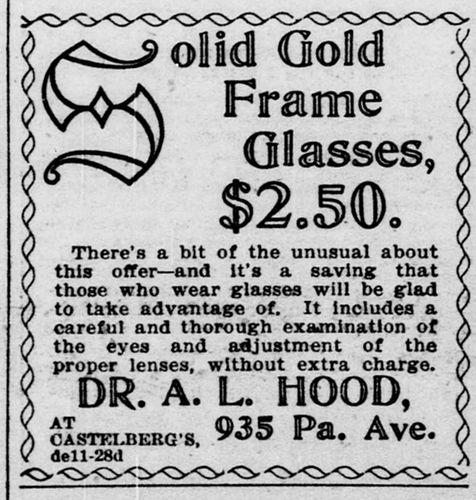 Solid Gold
Frame
Glasses,
$2.50.
There's a bit of the unusual about
this offer—and it's a saving that
those who wear glasses will be glad
to take advantage of. It includes a
careful and thorough examination of
the eyes and adjustment of the
proper lenses, without extra charge.
DR. A. L. HOOD,
AT
CASTELBERG'S, 935 Pa. Ave.
de11-28d